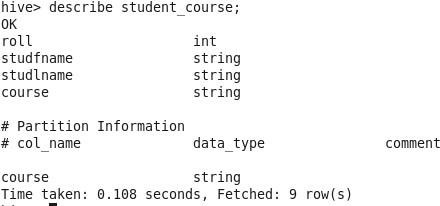 hive> describe student_course;
OK
roll                    int
studfname               string
studlname               string
course                  string
# Partition Information
# col_name              data_type               comment
course                  string
Time taken: 0.108 seconds, Fetched: 9 row(s)